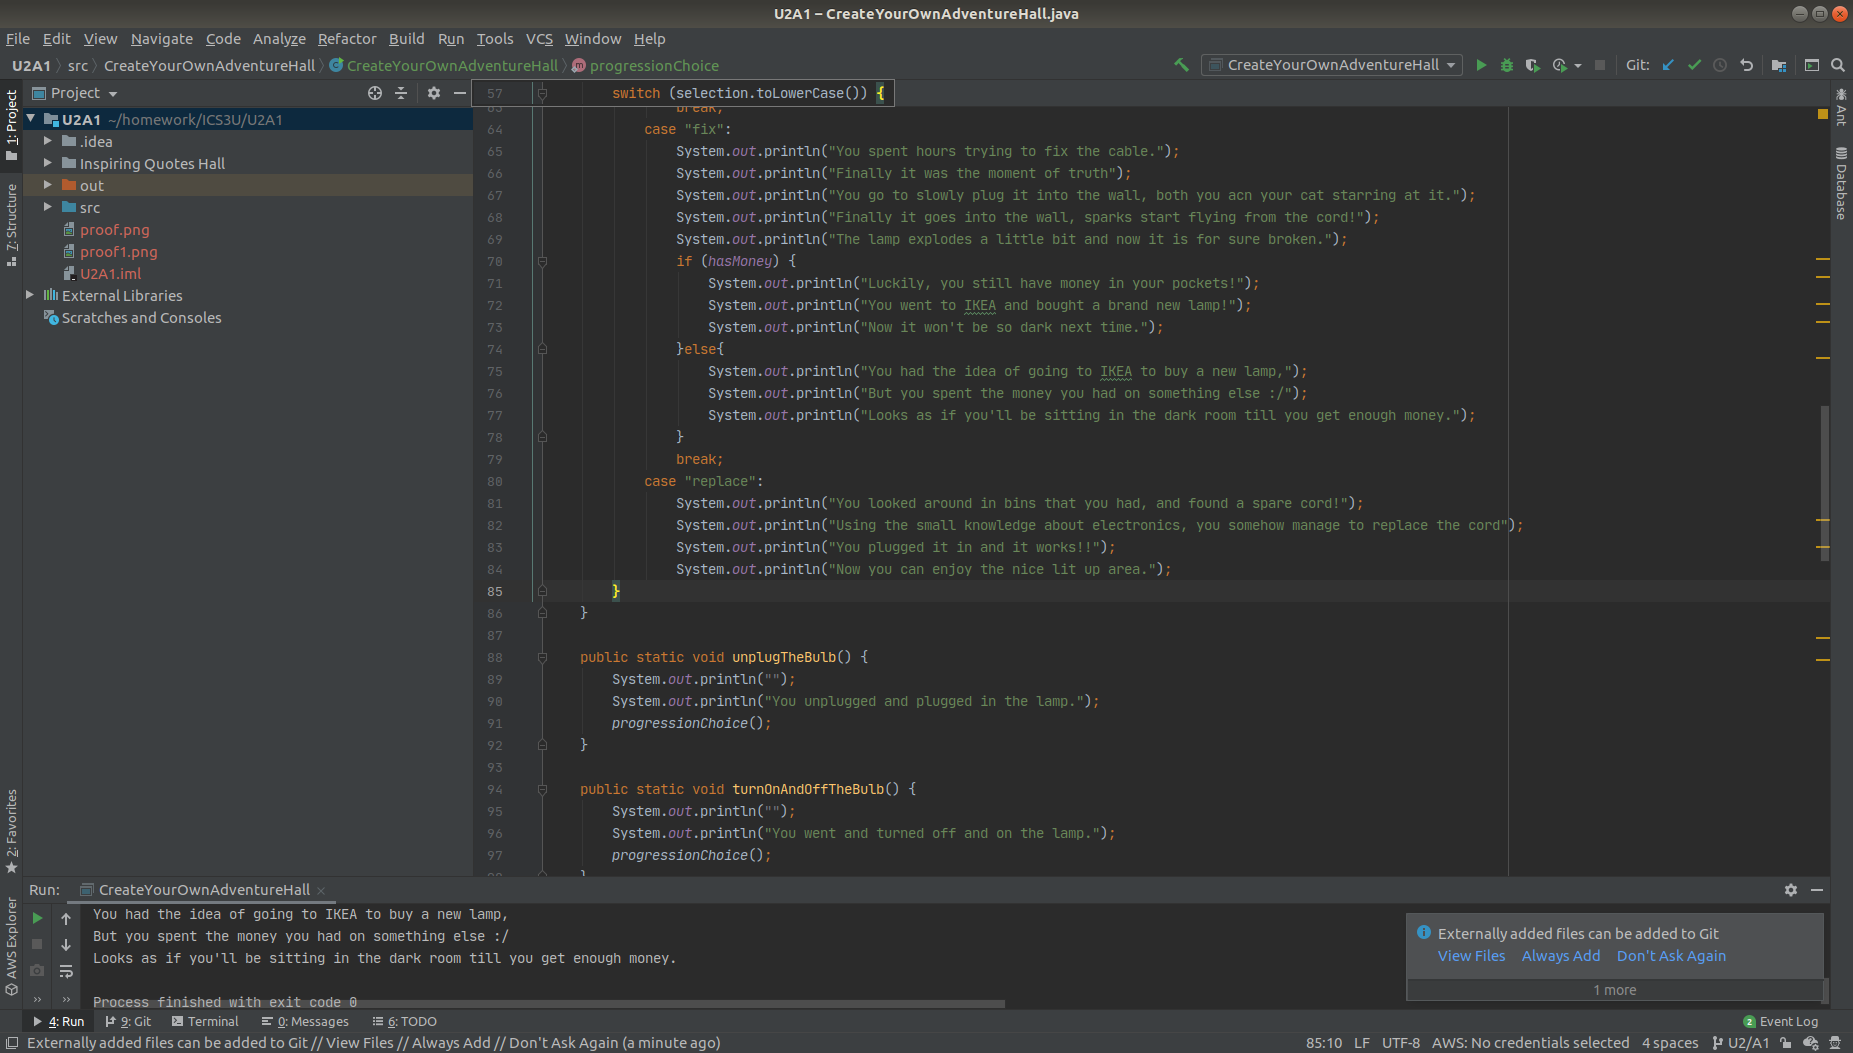 U2A1 – CreateYourOwnAdventureHall.java
File Edit View Navigate Code Analyze Refactor Build Run Tools VCS Window Help
U2A1 src CreateYourOwnAdventureHall CreateYourOwnAdventureHall progressionChoice CreateYourOwnAdventureHall Git:
1: Project
7: Structure
2: Favorites
AWS Explorer
Project
U2A1 ~/homework/ICS3U/U2A1
.idea
Inspiring Quotes Hall
out
src
proof.png
proof1.png
U2A1.iml
External Libraries
Scratches and Consoles
57 switch (selection.toLowerCase()) {
63 break;
64 case "fix":
65 System.out.println("You spent hours trying to fix the cable.");
66 System.out.println("Finally it was the moment of truth");
67 System.out.println("You go to slowly plug it into the wall, both you acn your cat starring at it.");
68 System.out.println("Finally it goes into the wall, sparks start flying from the cord!");
69 System.out.println("The lamp explodes a little bit and now it is for sure broken.");
70 if (hasMoney) {
71 System.out.println("Luckily, you still have money in your pockets!");
72 System.out.println("You went to IKEA and bought a brand new lamp!");
73 System.out.println("Now it won't be so dark next time.");
74 }else{
75 System.out.println("You had the idea of going to IKEA to buy a new lamp,");
76 System.out.println("But you spent the money you had on something else :/");
77 System.out.println("Looks as if you'll be sitting in the dark room till you get enough money.");
78 }
79 break;
80 case "replace":
81 System.out.println("You looked around in bins that you had, and found a spare cord!");
82 System.out.println("Using the small knowledge about electronics, you somehow manage to replace the cord");
83 System.out.println("You plugged it in and it works!!");
84 System.out.println("Now you can enjoy the nice lit up area.");
85 }
86 }
87
88 public static void unplugTheBulb() {
89 System.out.println("");
90 System.out.println("You unplugged and plugged in the lamp.");
91 progressionChoice();
92 }
93
94 public static void turnOnAndOffTheBulb() {
95 System.out.println("");
96 System.out.println("You went and turned off and on the lamp.");
97 progressionChoice();
98 }
Ant
Database
Run: CreateYourOwnAdventureHall
You had the idea of going to IKEA to buy a new lamp,
But you spent the money you had on something else :/
Looks as if you'll be sitting in the dark room till you get enough money.
Process finished with exit code 0
Externally added files can be added to Git
View Files Always Add Don't Ask Again
1 more
4: Run 9: Git Terminal 0: Messages 6: TODO 2 Event Log
Externally added files can be added to Git // View Files // Always Add // Don't Ask Again (a minute ago) 85:10 LF UTF-8 AWS: No credentials selected 4 spaces U2/A1